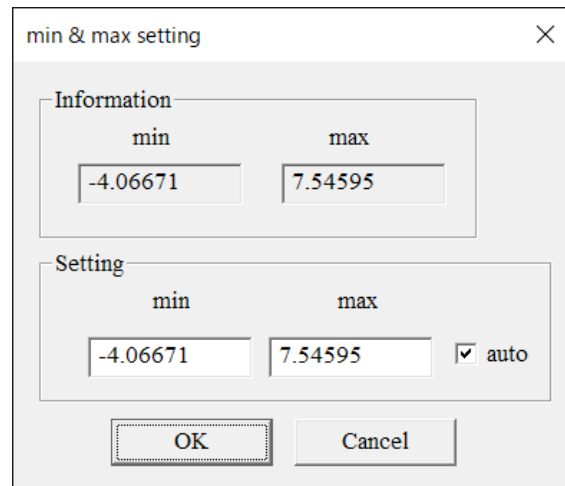 min & max setting
Information
min max
-4.06671 7.54595
Setting
min max
-4.06671 7.54595 auto
OK Cancel